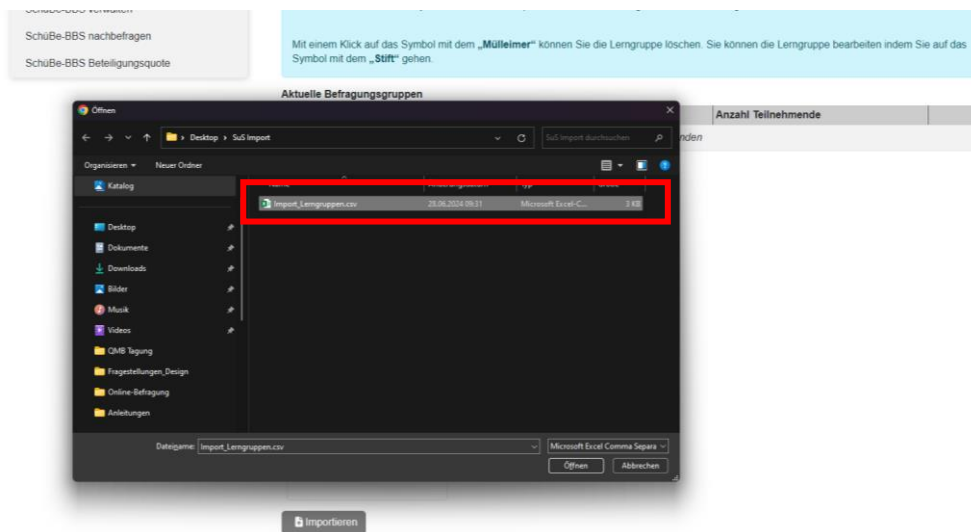 SchüBe-BBS verwalten
SchüBe-BBS nachbefragen
SchüBe-BBS Beteiligungsquote
Mit einem Klick auf das Symbol mit dem „Mülleimer“ können Sie die Lerngruppe löschen. Sie können die Lerngruppe bearbeiten indem Sie auf das
Symbol mit dem „Stift“ gehen.
Aktuelle Befragungsgruppen
Anzahl Teilnehmende
nden
Öffnen
Desktop › SuS Import
SuS Import durchsuchen
Organisieren
Neuer Ordner
Katalog
Import_Lerngruppen.csv 28.06.2024 09:31 Microsoft Excel-C... 3 KB
Desktop
Dokumente
Downloads
Bilder
Musik
Videos
QMB Tagung
Fragestellungen_Design
Online-Befragung
Anleitungen
Dateiname: Import_Lerngruppen.csv
Microsoft Excel Comma Separa
Öffnen Abbrechen
Importieren